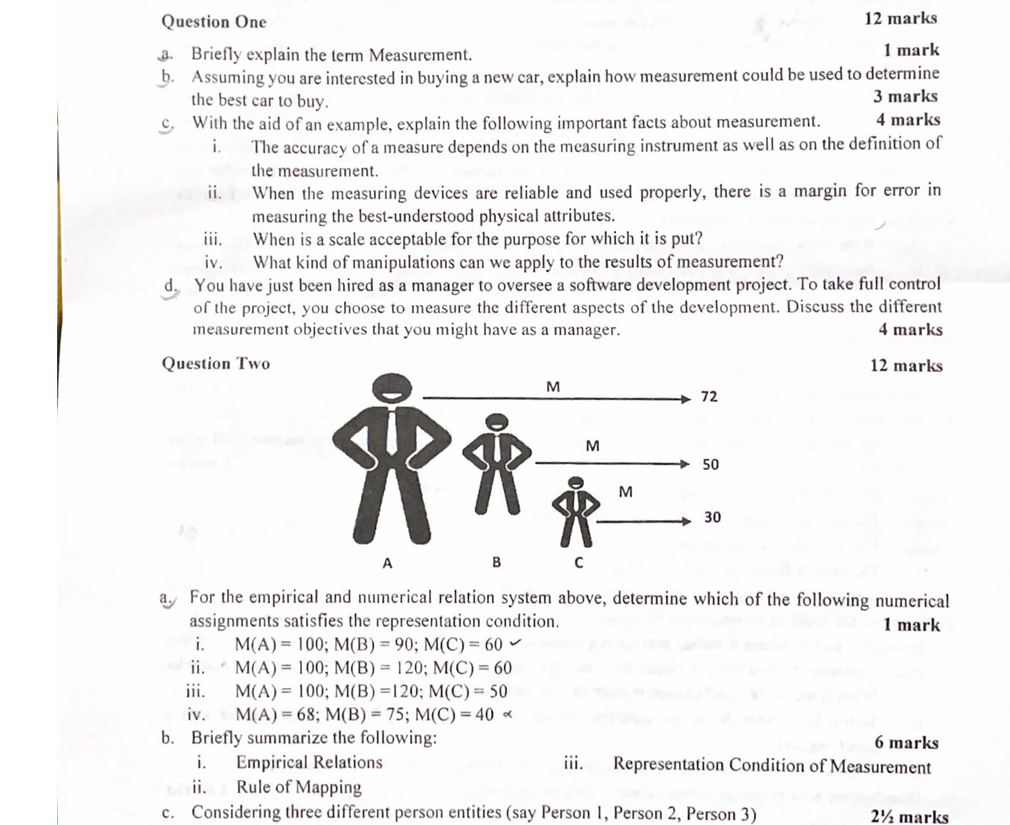 Question One 12 marks
a. Briefly explain the term Measurement. 1 mark
b. Assuming you are interested in buying a new car, explain how measurement could be used to determine
the best car to buy. 3 marks
c. With the aid of an example, explain the following important facts about measurement. 4 marks
i. The accuracy of a measure depends on the measuring instrument as well as on the definition of
the measurement.
ii. When the measuring devices are reliable and used properly, there is a margin for error in
measuring the best-understood physical attributes.
iii. When is a scale acceptable for the purpose for which it is put?
iv. What kind of manipulations can we apply to the results of measurement?
d. You have just been hired as a manager to oversee a software development project. To take full control
of the project, you choose to measure the different aspects of the development. Discuss the different
measurement objectives that you might have as a manager. 4 marks
Question Two 12 marks
M
72
M
50
M
30
A B C
a. For the empirical and numerical relation system above, determine which of the following numerical
assignments satisfies the representation condition. 1 mark
i. M(A) = 100; M(B) = 90; M(C) = 60
ii. M(A) = 100; M(B) = 120; M(C) = 60
iii. M(A) = 100; M(B) =120; M(C) = 50
iv. M(A) = 68; M(B) = 75; M(C) = 40
b. Briefly summarize the following: 6 marks
i. Empirical Relations iii. Representation Condition of Measurement
ii. Rule of Mapping
c. Considering three different person entities (say Person 1, Person 2, Person 3) 2½ marks